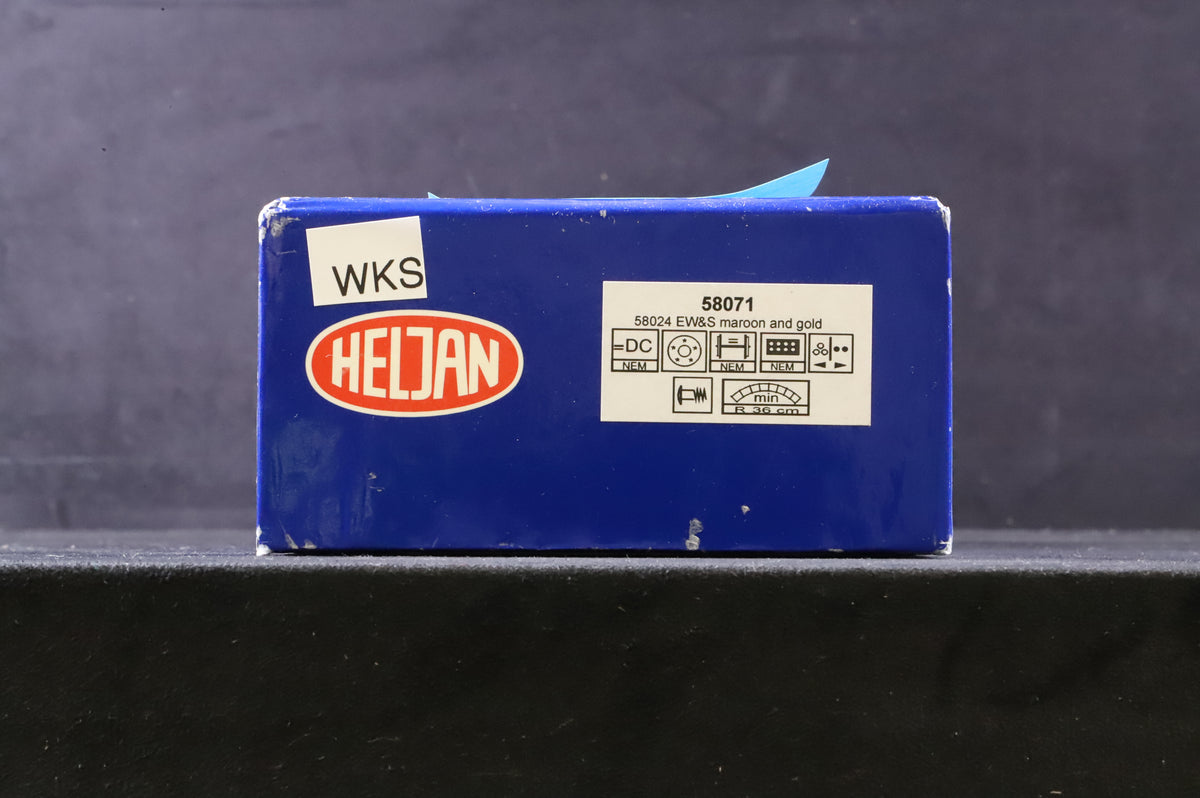 WKS
HELJAN
58071
58024 EW&S maroon and gold
=DC
NEM
NEM
NEM
min
R 36 cm